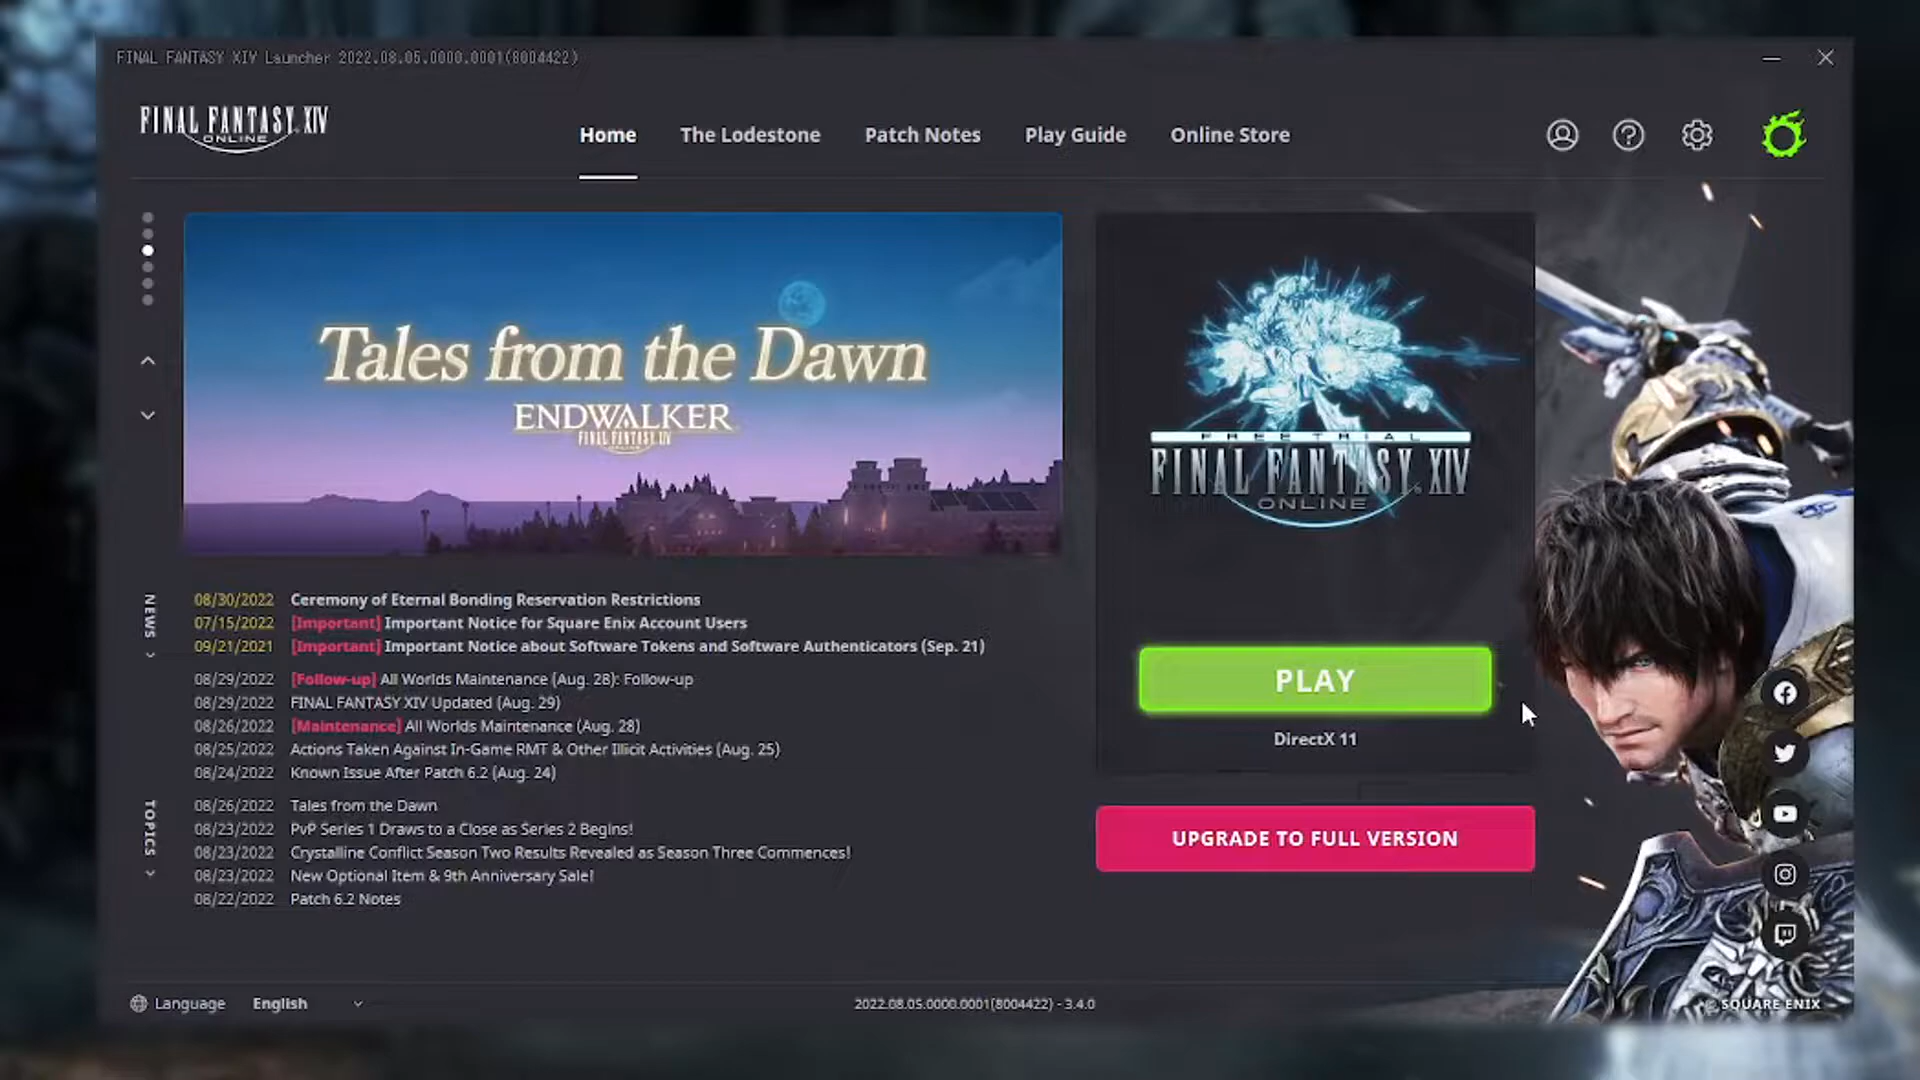 FINAL FANTASY XIV Launcher 2022.08.05.0000.0001(8004422)
FINAL FANTASY XIV
ONLINE
Home
The Lodestone
Patch Notes
Play Guide
Online Store
Tales from the Dawn
ENDWALKER
FINAL FANTASY XIV
FREE TRIAL
FINAL FANTASY XIV
ONLINE
NEWS
08/30/2022 Ceremony of Eternal Bonding Reservation Restrictions
07/15/2022 [Important] Important Notice for Square Enix Account Users
09/21/2021 [Important] Important Notice about Software Tokens and Software Authenticators (Sep. 21)
08/29/2022 [Follow-up] All Worlds Maintenance (Aug. 28): Follow-up
08/29/2022 FINAL FANTASY XIV Updated (Aug. 29)
08/26/2022 [Maintenance] All Worlds Maintenance (Aug. 28)
08/25/2022 Actions Taken Against In-Game RMT & Other Illicit Activities (Aug. 25)
08/24/2022 Known Issue After Patch 6.2 (Aug. 24)
TOPICS
08/26/2022 Tales from the Dawn
08/23/2022 PvP Series 1 Draws to a Close as Series 2 Begins!
08/23/2022 Crystalline Conflict Season Two Results Revealed as Season Three Commences!
08/23/2022 New Optional Item & 9th Anniversary Sale!
08/22/2022 Patch 6.2 Notes
PLAY
DirectX 11
UPGRADE TO FULL VERSION
Language English
2022.08.05.0000.0001(8004422) - 3.4.0
© SQUARE ENIX